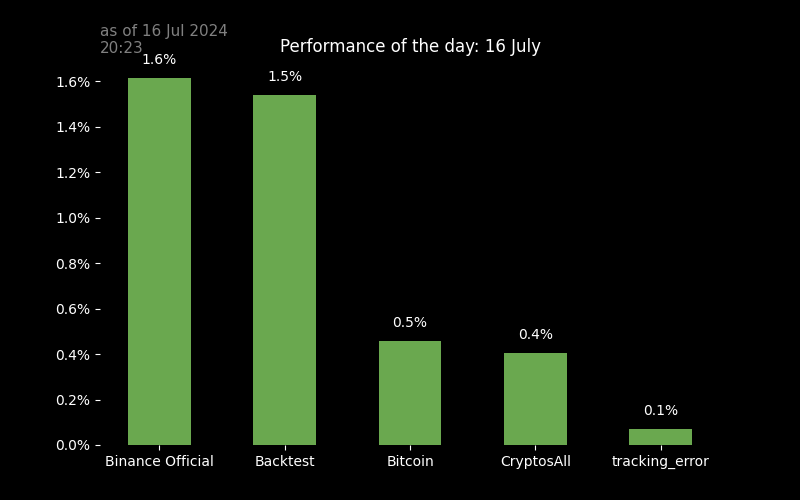 as of 16 Jul 2024
20:23
Performance of the day: 16 July
1.6%
1.5%
0.5%
0.4%
0.1%
1.6%
1.4%
1.2%
1.0%
0.8%
0.6%
0.4%
0.2%
0.0%
Binance Official
Backtest
Bitcoin
CryptosAll
tracking_error